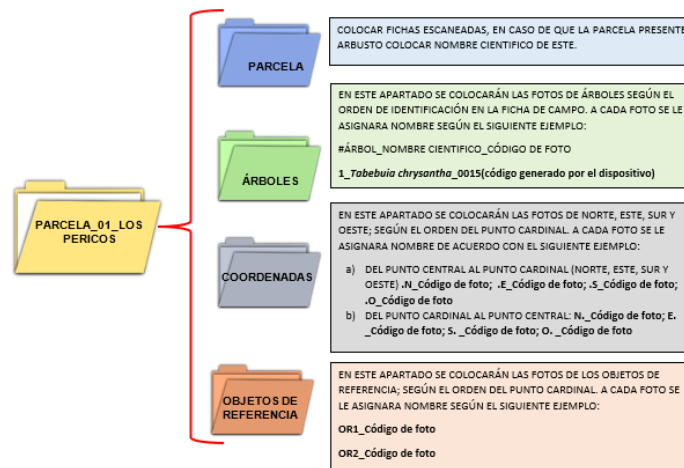 PARCELA_01_LOS
PERICOS
PARCELA
COLOCAR FICHAS ESCANEADAS, EN CASO DE QUE LA PARCELA PRESENTE
ARBUSTO COLOCAR NOMBRE CIENTIFICO DE ESTE.
ÁRBOLES
EN ESTE APARTADO SE COLOCARÁN LAS FOTOS DE ÁRBOLES SEGÚN EL
ORDEN DE IDENTIFICACIÓN EN LA FICHA DE CAMPO. A CADA FOTO SE LE
ASIGNARA NOMBRE SEGÚN EL SIGUIENTE EJEMPLO:
#ÁRBOL_NOMBRE CIENTIFICO_CÓDIGO DE FOTO
1_Tabebuia chrysantha_0015(código generado por el dispositivo)
COORDENADAS
EN ESTE APARTADO SE COLOCARÁN LAS FOTOS DE NORTE, ESTE, SUR Y
OESTE; SEGÚN EL ORDEN DEL PUNTO CARDINAL. A CADA FOTO SE LE
ASIGNARA NOMBRE DE ACUERDO CON EL SIGUIENTE EJEMPLO:
a) DEL PUNTO CENTRAL AL PUNTO CARDINAL (NORTE, ESTE, SUR Y
OESTE) .N_Código de foto; .E_Código de foto; .S_Código de foto;
.O_Código de foto
b) DEL PUNTO CARDINAL AL PUNTO CENTRAL: N._Código de foto; E.
_Código de foto; S. _Código de foto; O. _Código de foto
OBJETOS DE
REFERENCIA
EN ESTE APARTADO SE COLOCARÁN LAS FOTOS DE LOS OBJETOS DE
REFERENCIA; SEGÚN EL ORDEN DEL PUNTO CARDINAL. A CADA FOTO SE
LE ASIGNARA NOMBRE SEGÚN EL SIGUIENTE EJEMPLO:
OR1_Código de foto
OR2_Código de foto